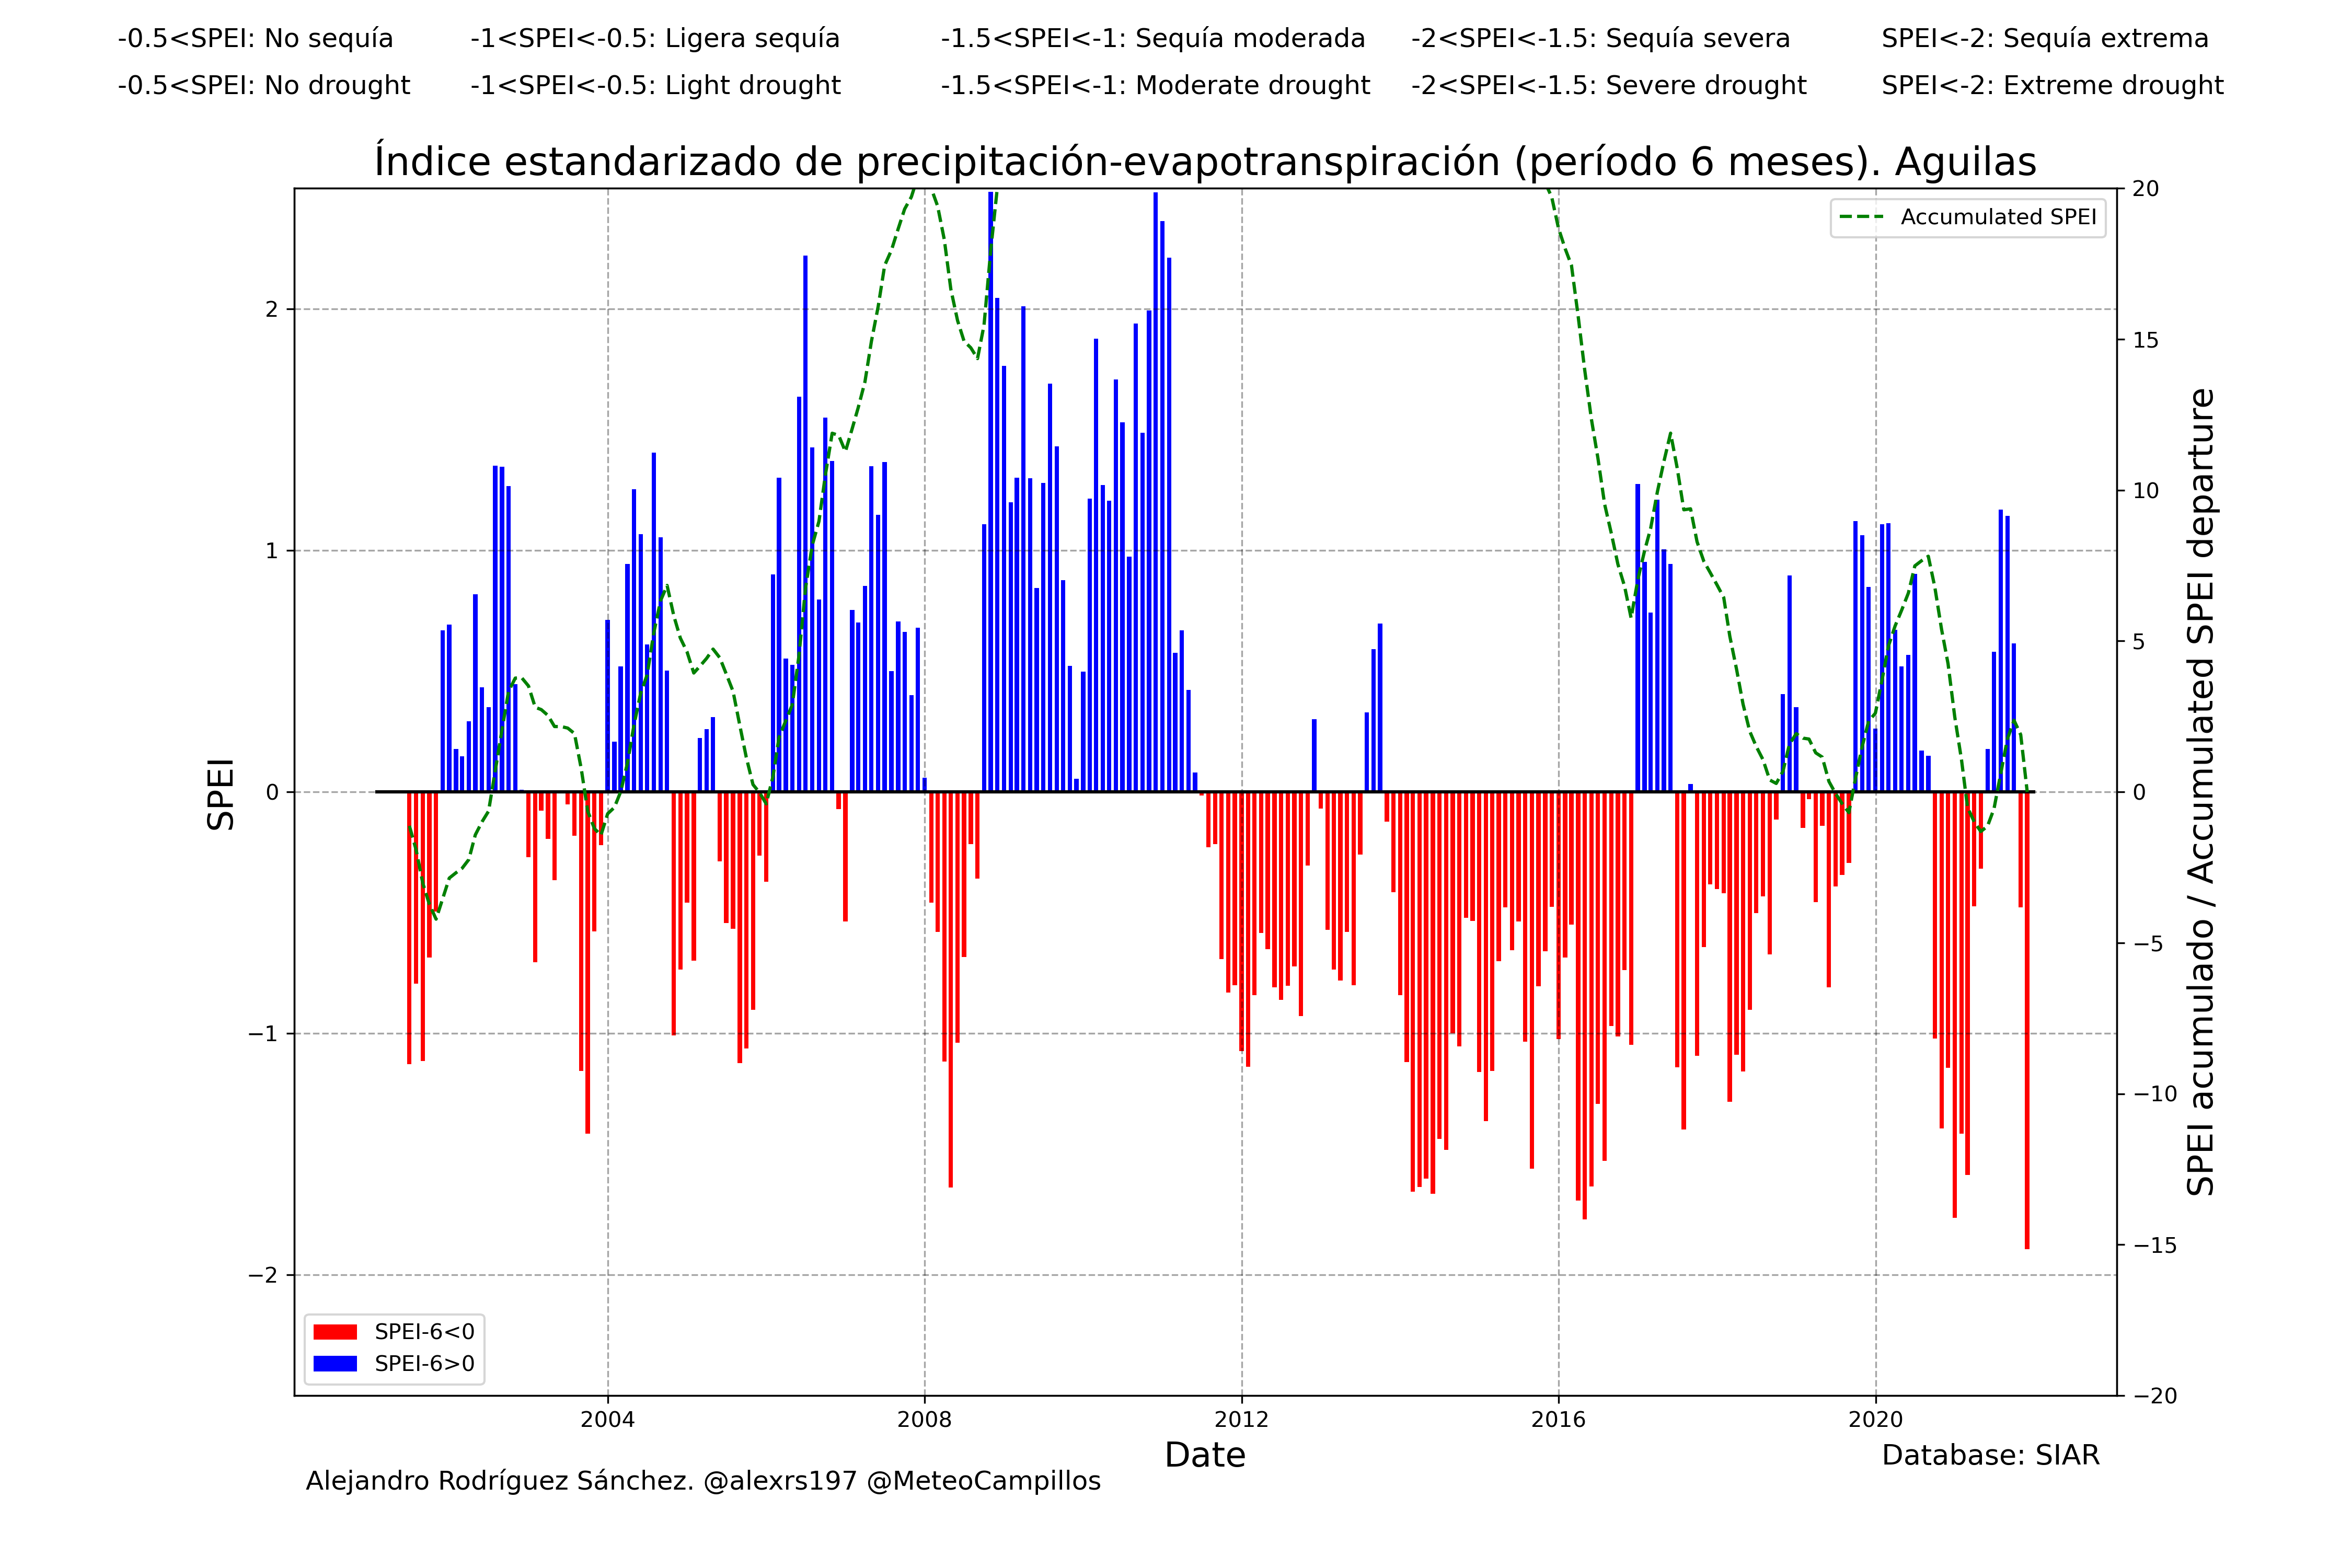 -0.5<SPEI: No sequía -1<SPEI<-0.5: Ligera sequía -1.5<SPEI<-1: Sequía moderada -2<SPEI<-1.5: Sequía severa SPEI<-2: Sequía extrema
-0.5<SPEI: No drought -1<SPEI<-0.5: Light drought -1.5<SPEI<-1: Moderate drought -2<SPEI<-1.5: Severe drought SPEI<-2: Extreme drought
Índice estandarizado de precipitación-evapotranspiración (período 6 meses). Aguilas
SPEI
2
1
0
−1
−2
Accumulated SPEI
20
15
10
5
0
−5
−10
−15
−20
SPEI acumulado / Accumulated SPEI departure
SPEI-6<0
SPEI-6>0
2004 2008 2012 2016 2020
Date
Database: SIAR
Alejandro Rodríguez Sánchez. @alexrs197 @MeteoCampillos